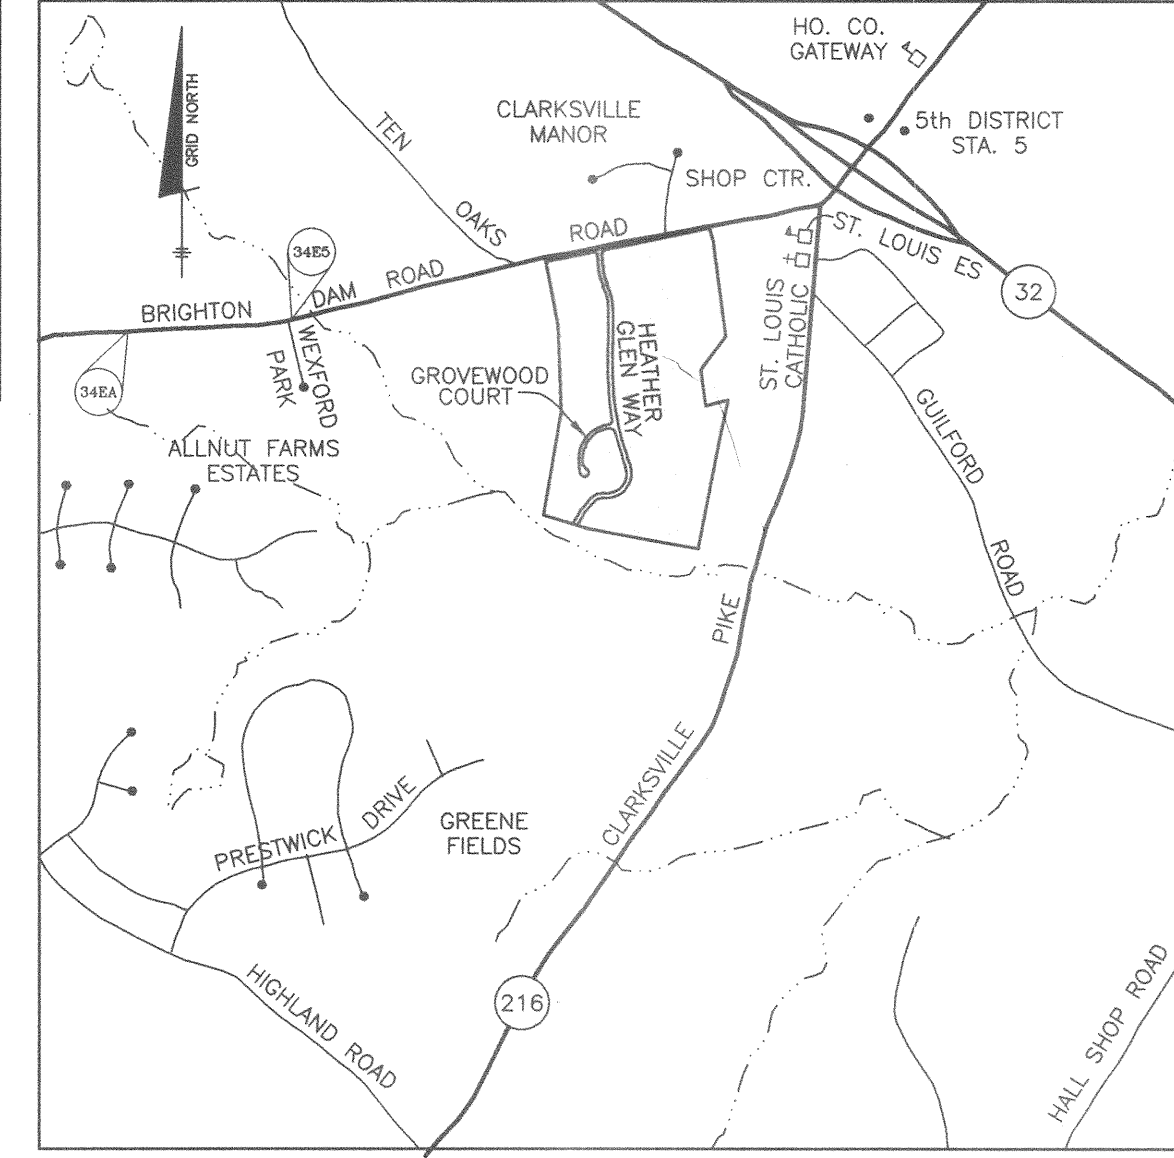 HO. CO.
GATEWAY
GRID NORTH
CLARKSVILLE
MANOR
5th DISTRICT
STA. 5
TEN
OAKS
ROAD
SHOP CTR.
ST. LOUIS ES
34E5
32
BRIGHTON
DAM
ROAD
ST. LOUIS
CATHOLIC
34EA
WEXFORD
PARK
HEATHER
GLEN WAY
GROVEWOOD
COURT
GUILFORD
ROAD
ALLNUT FARMS
ESTATES
PIKE
CLARKSVILLE
PRESTWICK
DRIVE
GREENE
FIELDS
216
HIGHLAND ROAD
HALL SHOP ROAD